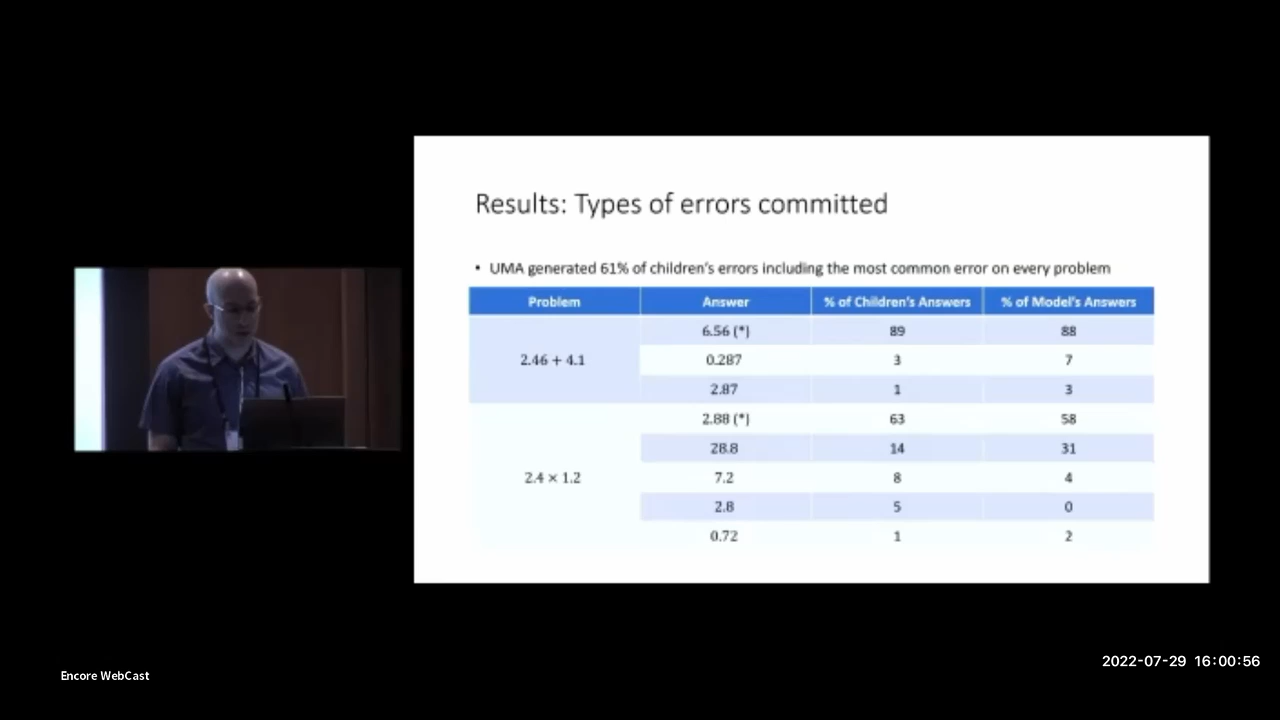 Results: Types of errors committed
• UMA generated 61% of children's errors including the most common error on every problem
Problem Answer % of Children's Answers % of Model's Answers
2.46 + 4.1
6.56 (*) 89 88
0.287 3 7
2.87 1 3
2.4 × 1.2
2.88 (*) 63 58
28.8 14 31
7.2 8 4
2.8 5 0
0.72 1 2
2022-07-29 16:00:56
Encore WebCast